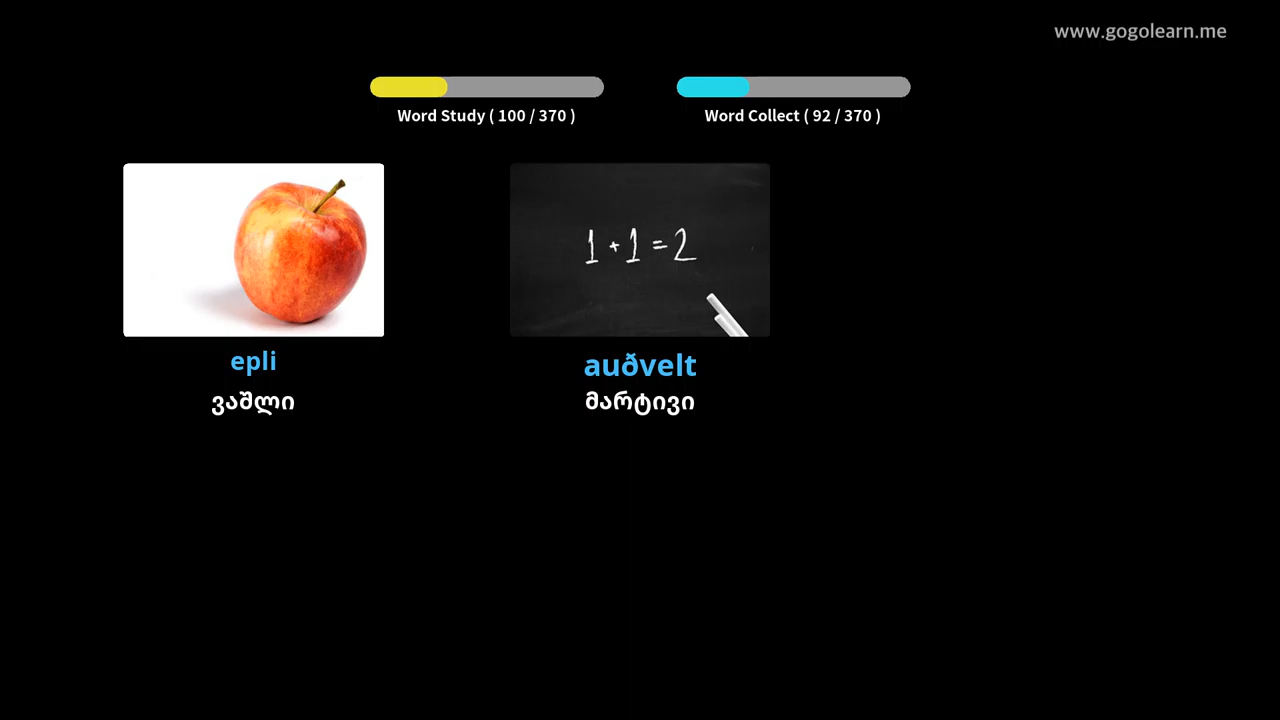 www.gogolearn.me
Word Study ( 100 / 370 )
Word Collect ( 92 / 370 )
1 + 1 = 2
epli
ვაშლი
auðvelt
მარტივი